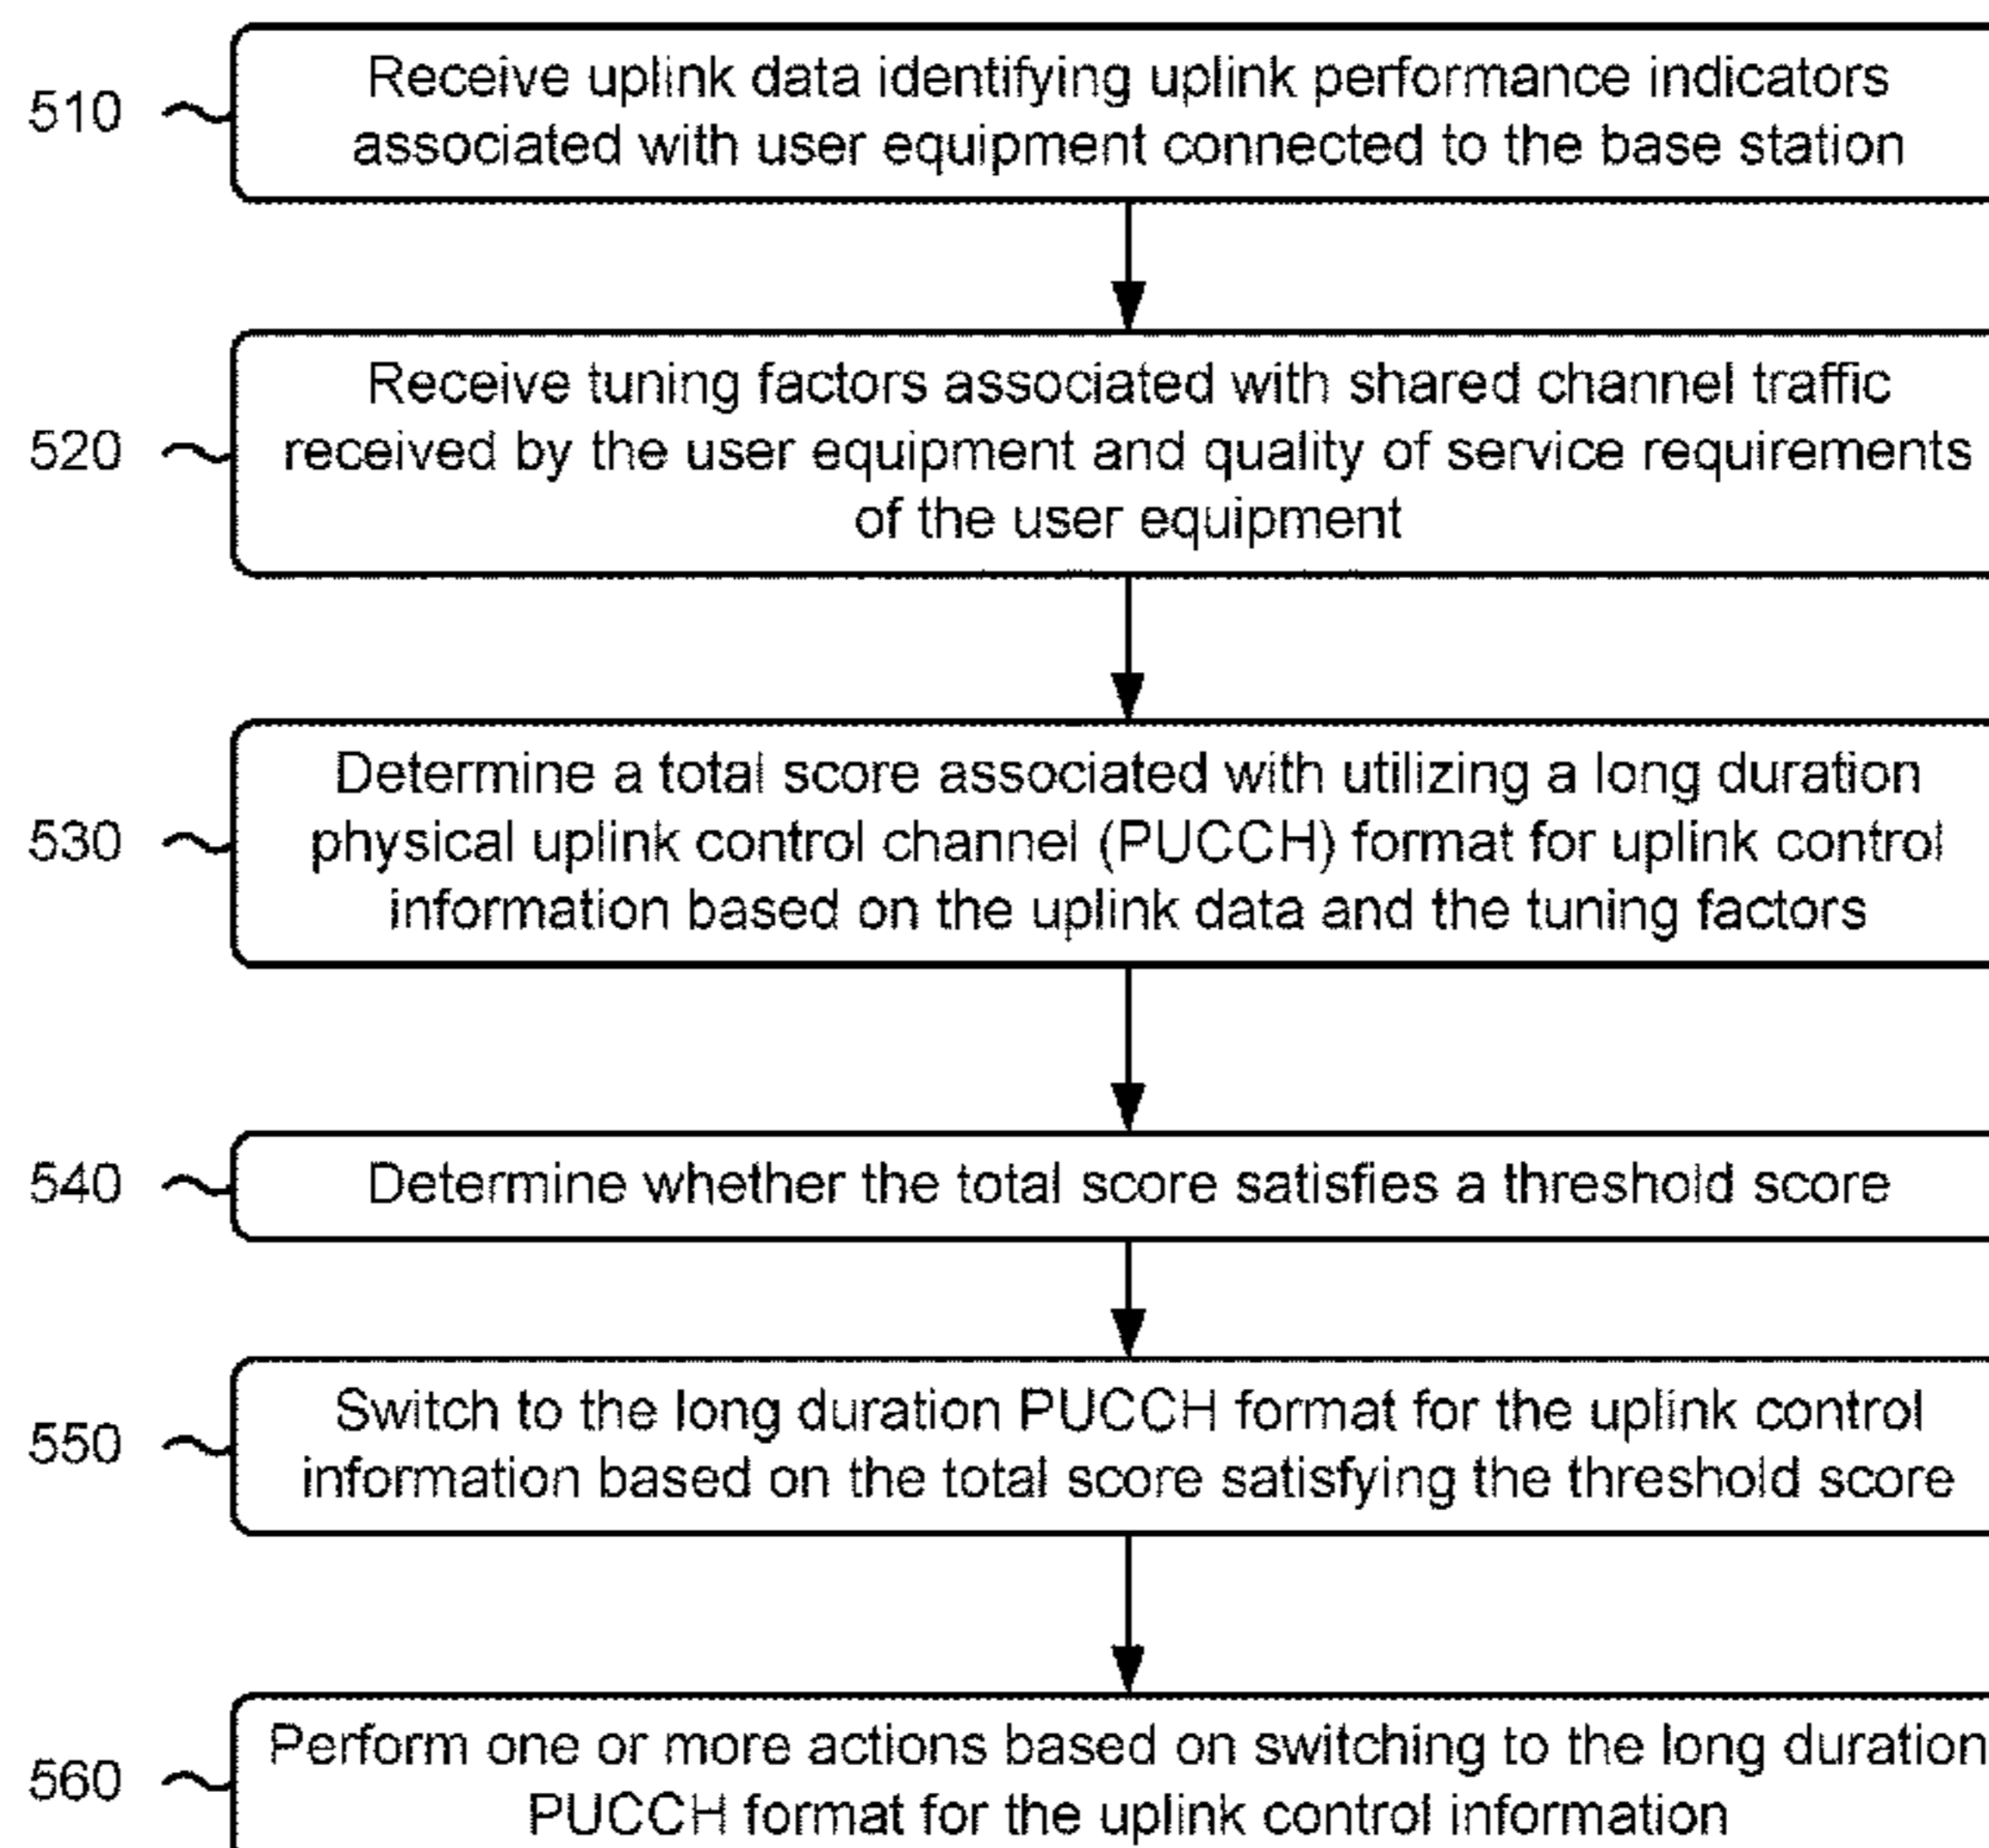 510
Receive uplink data identifying uplink performance indicators
associated with user equipment connected to the base station
520
Receive tuning factors associated with shared channel traffic
received by the user equipment and quality of service requirements
of the user equipment
530
Determine a total score associated with utilizing a long duration
physical uplink control channel (PUCCH) format for uplink control
information based on the uplink data and the tuning factors
540
Determine whether the total score satisfies a threshold score
550
Switch to the long duration PUCCH format for the uplink control
information based on the total score satisfying the threshold score
560
Perform one or more actions based on switching to the long duration
PUCCH format for the uplink control information